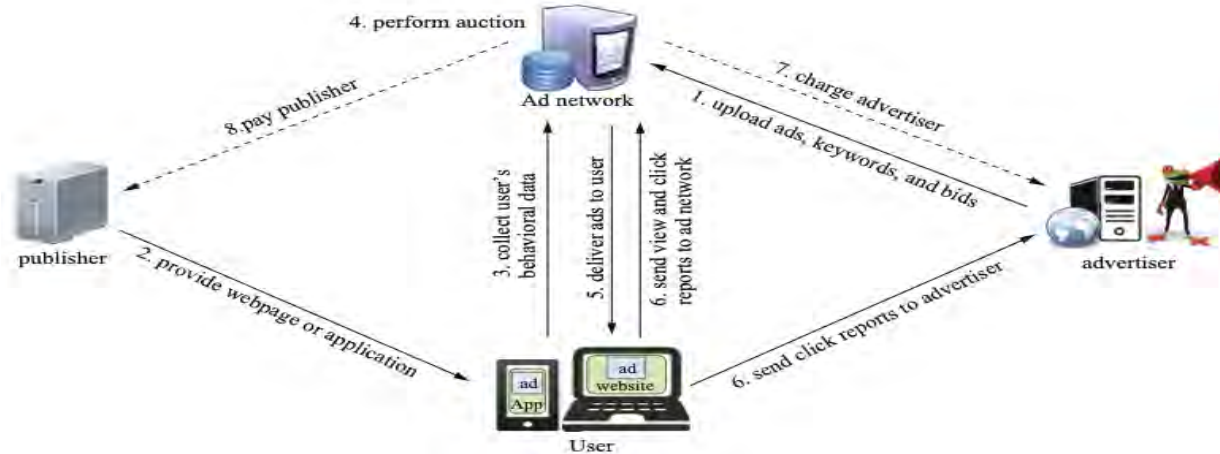 4. perform auction
Ad network
8.pay publisher
7. charge advertiser
1. upload ads, keywords, and bids
publisher
advertiser
3. collect user's
behavioral data
5. deliver ads to user
6. send view and click
reports to ad network
2. provide webpage or application
6. send click reports to advertiser
ad
App
ad
website
User